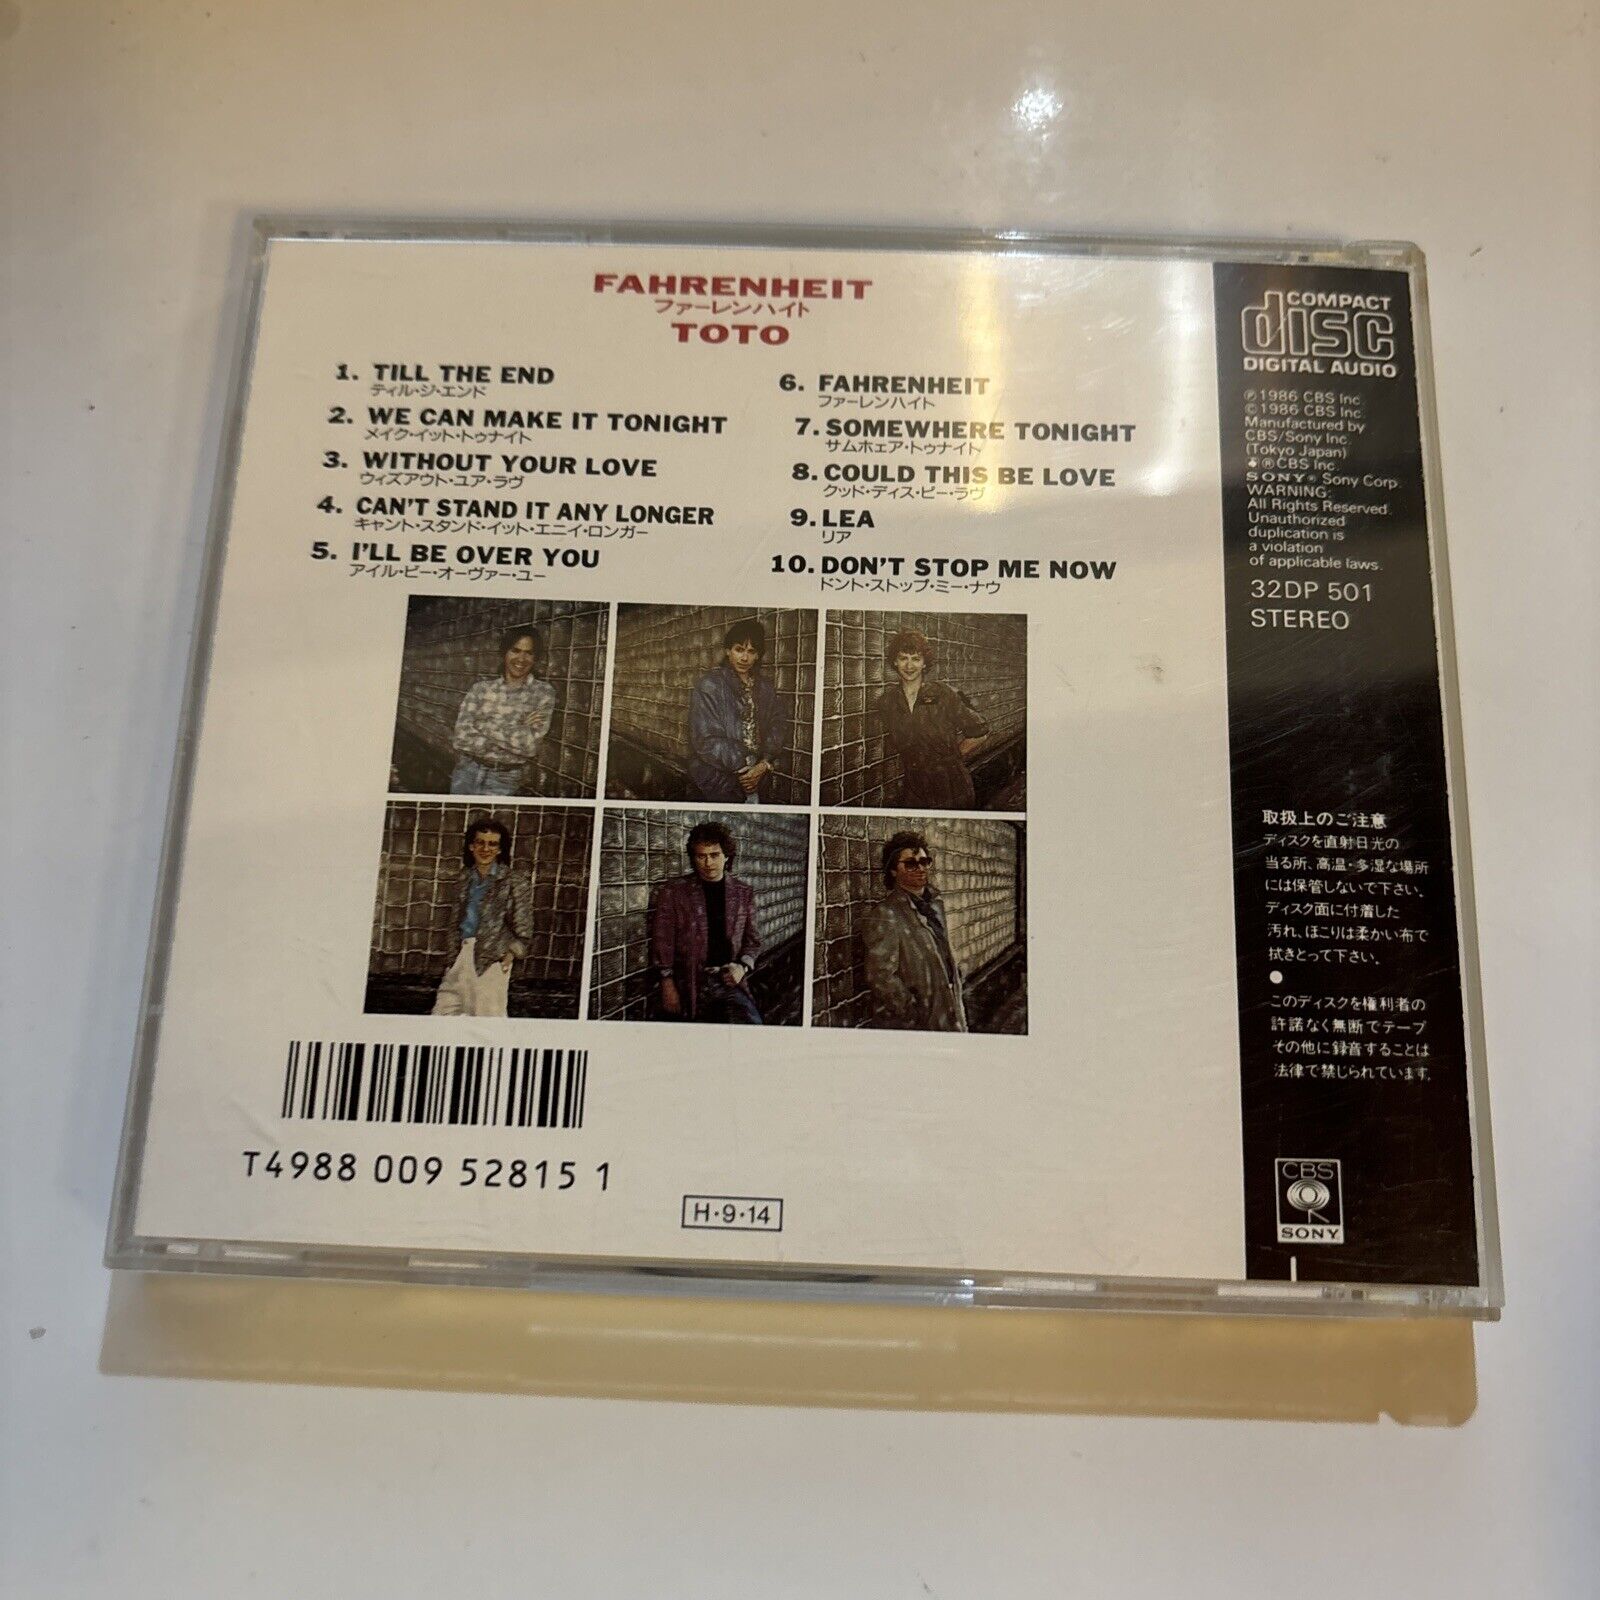 FAHRENHEIT
ファーレンハイト
TOTO
1. TILL THE END
ティル・ジ・エンド
2. WE CAN MAKE IT TONIGHT
メイク・イット・トゥナイト
3. WITHOUT YOUR LOVE
ウィズアウト・ユア・ラヴ
4. CAN'T STAND IT ANY LONGER
キャント・スタンド・イット・エニイ・ロンガー
5. I'LL BE OVER YOU
アイル・ビー・オーヴァー・ユー
6. FAHRENHEIT
ファーレンハイト
7. SOMEWHERE TONIGHT
サムホェア・トゥナイト
8. COULD THIS BE LOVE
クッド・ディス・ビー・ラヴ
9. LEA
リア
10. DON'T STOP ME NOW
ドント・ストップ・ミー・ナウ
T4988 009 52815 1
H・9・14
COMPACT
disc
DIGITAL AUDIO
℗1986 CBS Inc.
©1986 CBS Inc.
Manufactured by
CBS/Sony Inc.
(Tokyo Japan)
®CBS Inc.
SONY® Sony Corp.
WARNING:
All Rights Reserved.
Unauthorized
duplication is
a violation
of applicable laws.
32DP 501
STEREO
取扱上のご注意
ディスクを直射日光の
当る所、高温・多湿な場所
には保管しないで下さい。
ディスク面に付着した
汚れ、ほこりは柔かい布で
拭きとって下さい。
●
このディスクを権利者の
許諾なく無断でテープ
その他に録音することは
法律で禁じられています。
CBS
SONY